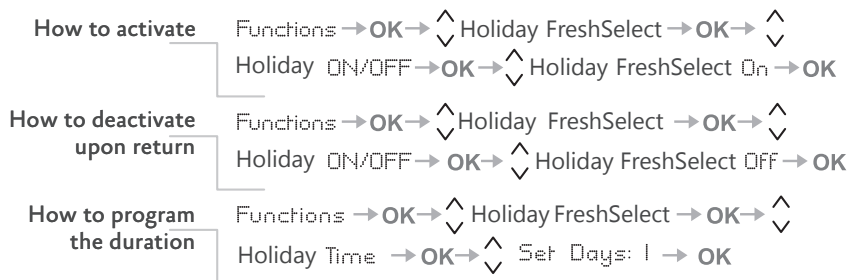 How to activate
Functions → OK → Holiday FreshSelect → OK →
Holiday ON/OFF → OK → Holiday FreshSelect On → OK
How to deactivate
upon return
Functions → OK → Holiday FreshSelect → OK →
Holiday ON/OFF → OK → Holiday FreshSelect Off → OK
How to program
the duration
Functions → OK → Holiday FreshSelect → OK →
Holiday Time → OK → Set Days: 1 → OK